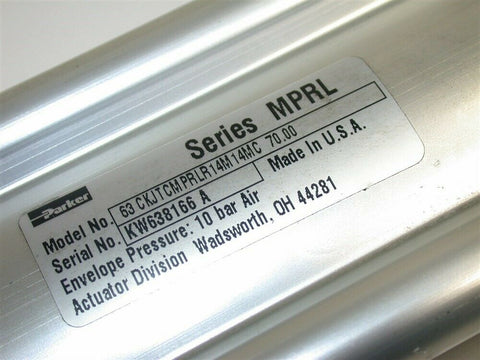 Series MPRL
Parker
Model No. 63 CKJTCMPRLR14M14MC 70.00
Serial No. KW638166 A Made In U.S.A.
Envelope Pressure: 10 bar Air
Actuator Division Wadsworth, OH 44281